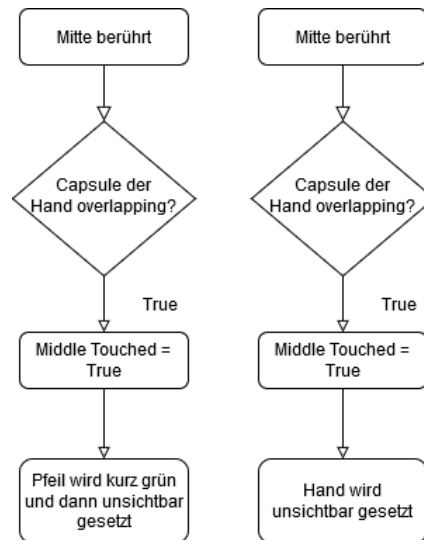 Mitte berührt
Capsule der
Hand overlapping?
True
Middle Touched =
True
Pfeil wird kurz grün
und dann unsichtbar
gesetzt
Mitte berührt
Capsule der
Hand overlapping?
True
Middle Touched =
True
Hand wird
unsichtbar gesetzt